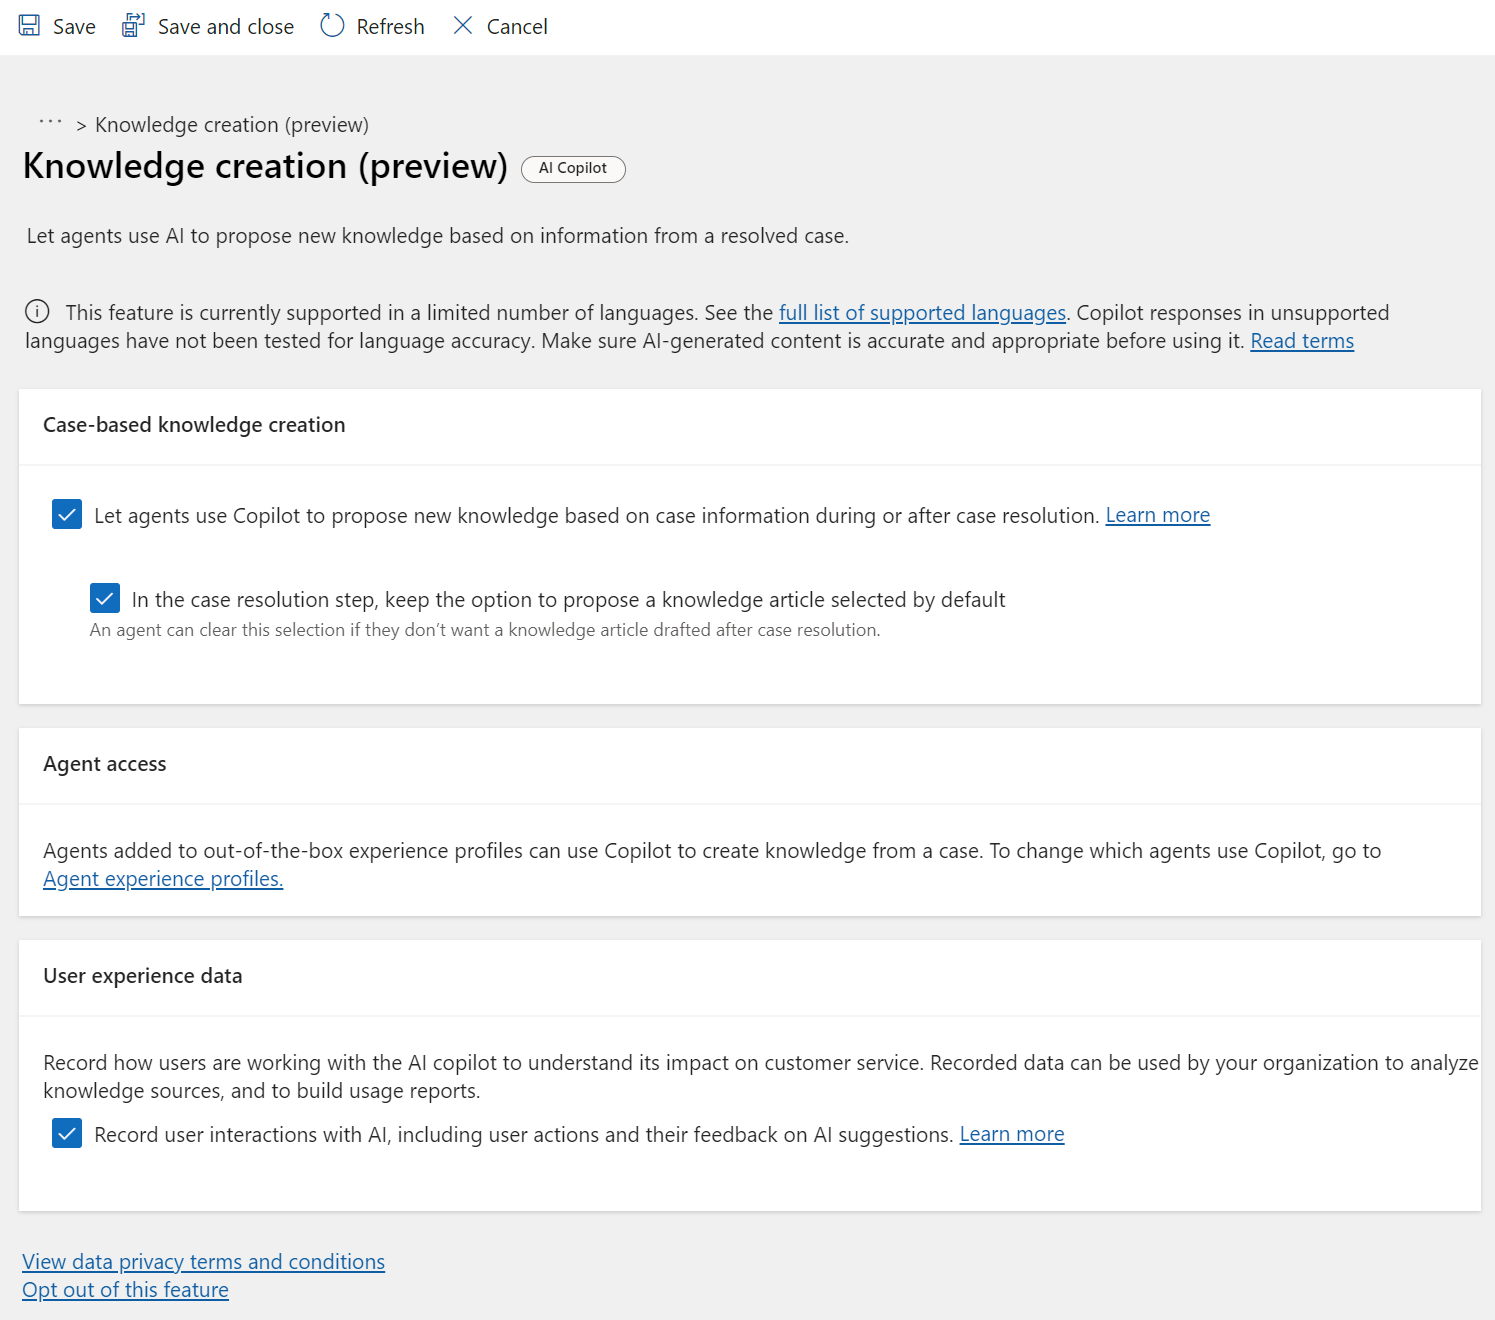 Save Save and close Refresh Cancel
··· > Knowledge creation (preview)
Knowledge creation (preview) AI Copilot
Let agents use AI to propose new knowledge based on information from a resolved case.
This feature is currently supported in a limited number of languages. See the full list of supported languages. Copilot responses in unsupported
languages have not been tested for language accuracy. Make sure AI-generated content is accurate and appropriate before using it. Read terms
Case-based knowledge creation
Let agents use Copilot to propose new knowledge based on case information during or after case resolution. Learn more
In the case resolution step, keep the option to propose a knowledge article selected by default
An agent can clear this selection if they don’t want a knowledge article drafted after case resolution.
Agent access
Agents added to out-of-the-box experience profiles can use Copilot to create knowledge from a case. To change which agents use Copilot, go to
Agent experience profiles.
User experience data
Record how users are working with the AI copilot to understand its impact on customer service. Recorded data can be used by your organization to analyze
knowledge sources, and to build usage reports.
Record user interactions with AI, including user actions and their feedback on AI suggestions. Learn more
View data privacy terms and conditions
Opt out of this feature